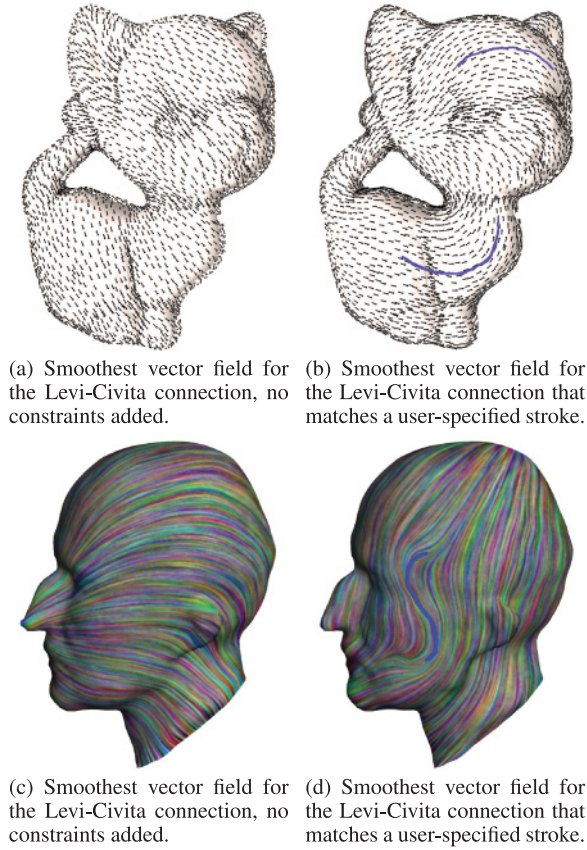 (a) Smoothest vector field for
the Levi-Civita connection, no
constraints added.
(b) Smoothest vector field for
the Levi-Civita connection that
matches a user-specified stroke.
(c) Smoothest vector field for
the Levi-Civita connection, no
constraints added.
(d) Smoothest vector field for
the Levi-Civita connection that
matches a user-specified stroke.